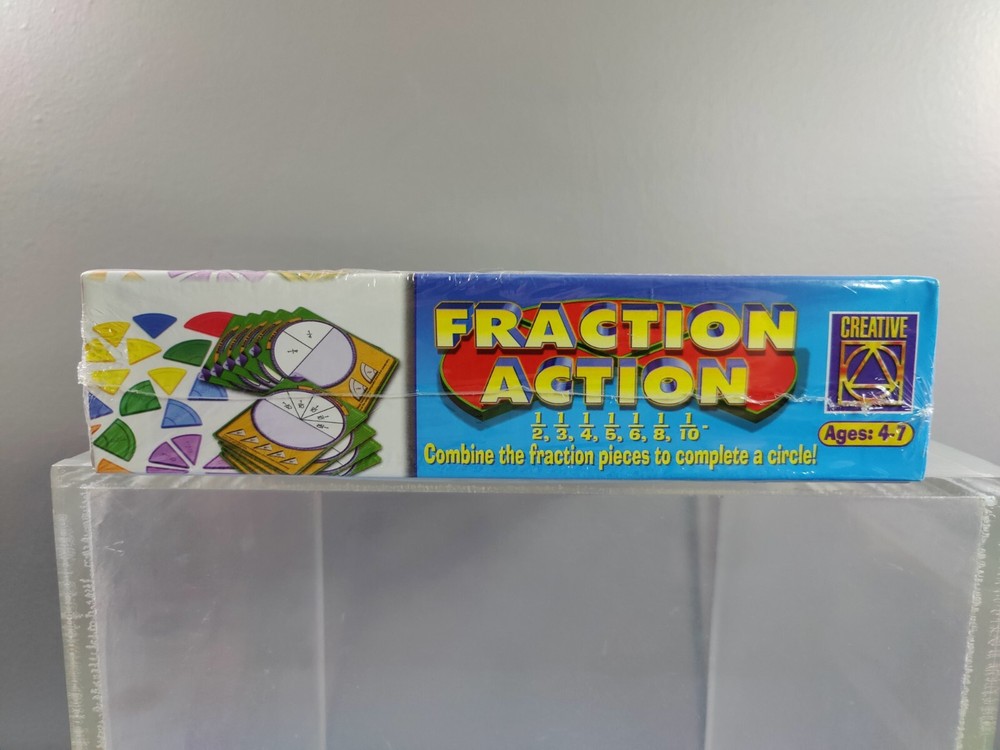 FRACTION
ACTION
1/2, 1/3, 1/4, 1/5, 1/6, 1/8, 1/10-
Combine the fraction pieces to complete a circle!
CREATIVE
Ages: 4-7